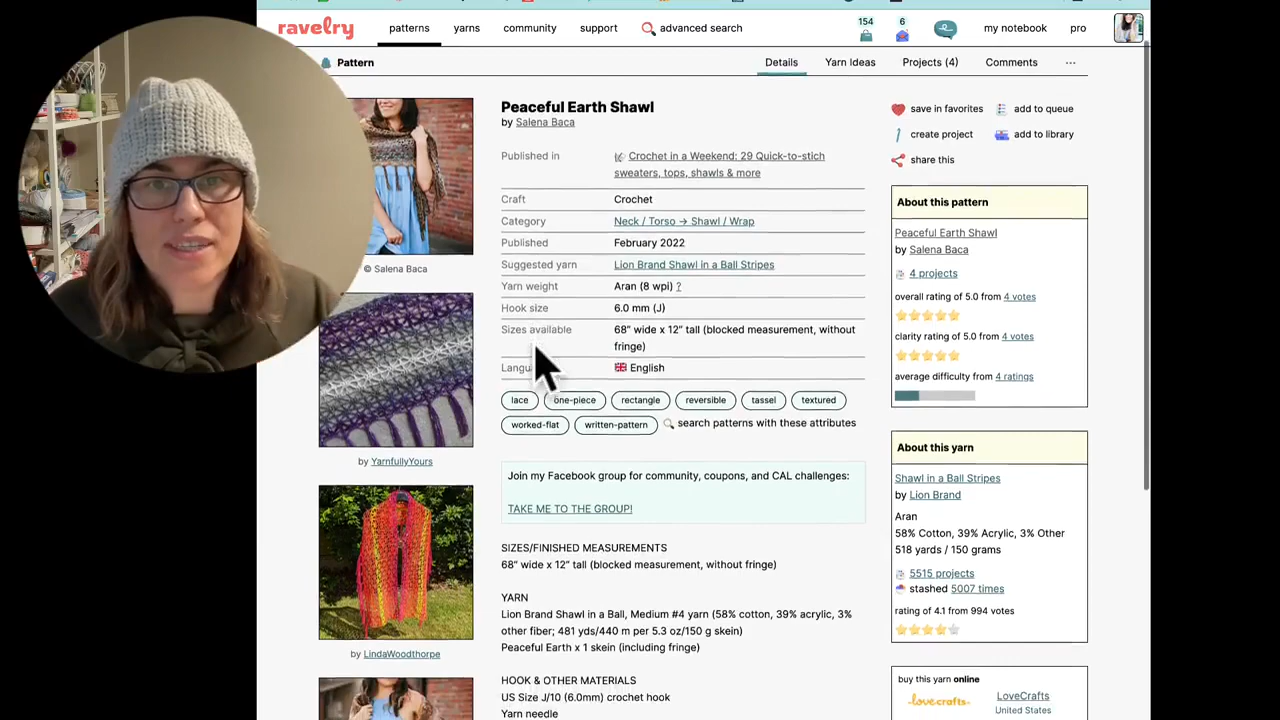 ravelry
patterns
yarns
community
support
advanced search
154
6
my notebook
pro
Pattern
Details
Yarn Ideas
Projects (4)
Comments
Peaceful Earth Shawl
by Salena Baca
Published in
Crochet in a Weekend: 29 Quick-to-stich
sweaters, tops, shawls & more
Craft
Crochet
Category
Neck / Torso → Shawl / Wrap
Published
February 2022
Suggested yarn
Lion Brand Shawl in a Ball Stripes
Yarn weight
Aran (8 wpi) ?
Hook size
6.0 mm (J)
Sizes available
68" wide x 12" tall (blocked measurement, without
fringe)
English
lace
one-piece
rectangle
reversible
tassel
textured
worked-flat
written-pattern
search patterns with these attributes
Join my Facebook group for community, coupons, and CAL challenges:
TAKE ME TO THE GROUP!
SIZES/FINISHED MEASUREMENTS
68" wide x 12" tall (blocked measurement, without fringe)
YARN
Lion Brand Shawl in a Ball, Medium #4 yarn (58% cotton, 39% acrylic, 3%
other fiber; 481 yds/440 m per 5.3 oz/150 g skein)
Peaceful Earth x 1 skein (including fringe)
HOOK & OTHER MATERIALS
US Size J/10 (6.0mm) crochet hook
Yarn needle
© Salena Baca
by YarnfullyYours
by LindaWoodthorpe
save in favorites
add to queue
create project
add to library
share this
About this pattern
Peaceful Earth Shawl
by Salena Baca
4 projects
overall rating of 5.0 from 4 votes
clarity rating of 5.0 from 4 votes
average difficulty from 4 ratings
About this yarn
Shawl in a Ball Stripes
by Lion Brand
Aran
58% Cotton, 39% Acrylic, 3% Other
518 yards / 150 grams
5515 projects
stashed 5007 times
rating of 4.1 from 994 votes
buy this yarn online
lovecrafts
LoveCrafts
United States